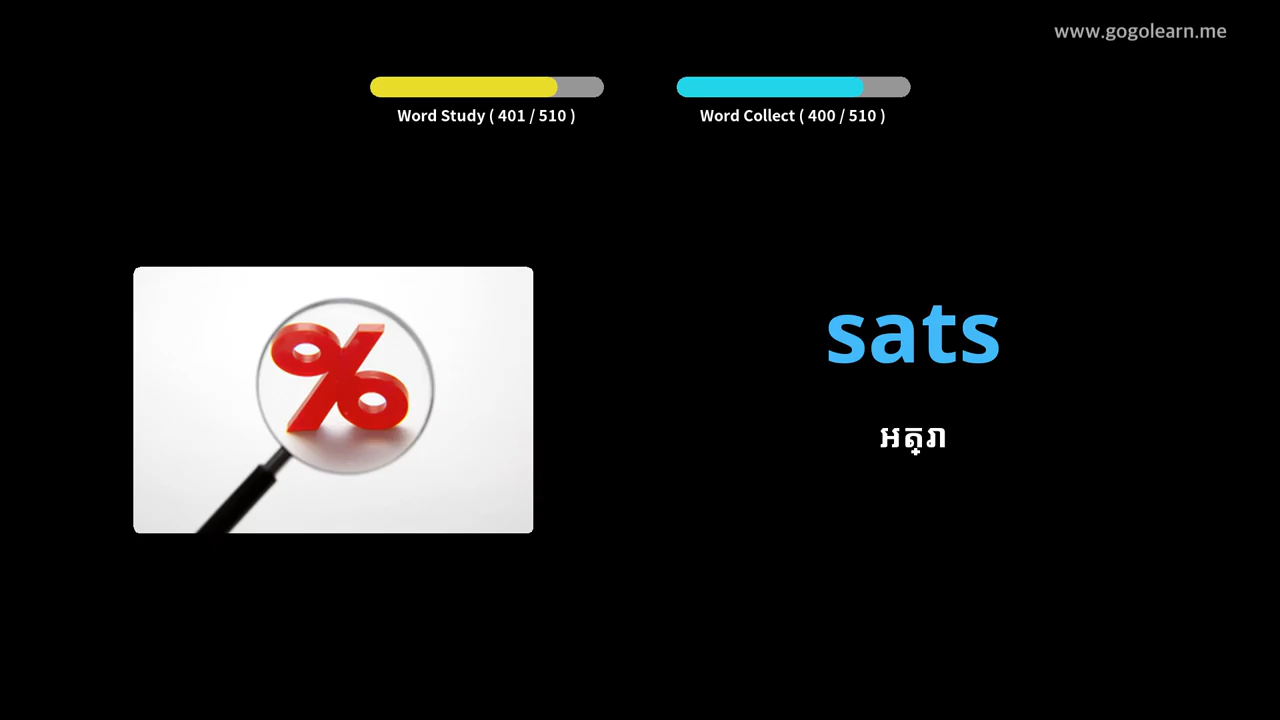 www.gogolearn.me
Word Study ( 401 / 510 )
Word Collect ( 400 / 510 )
%
sats
អត្រា